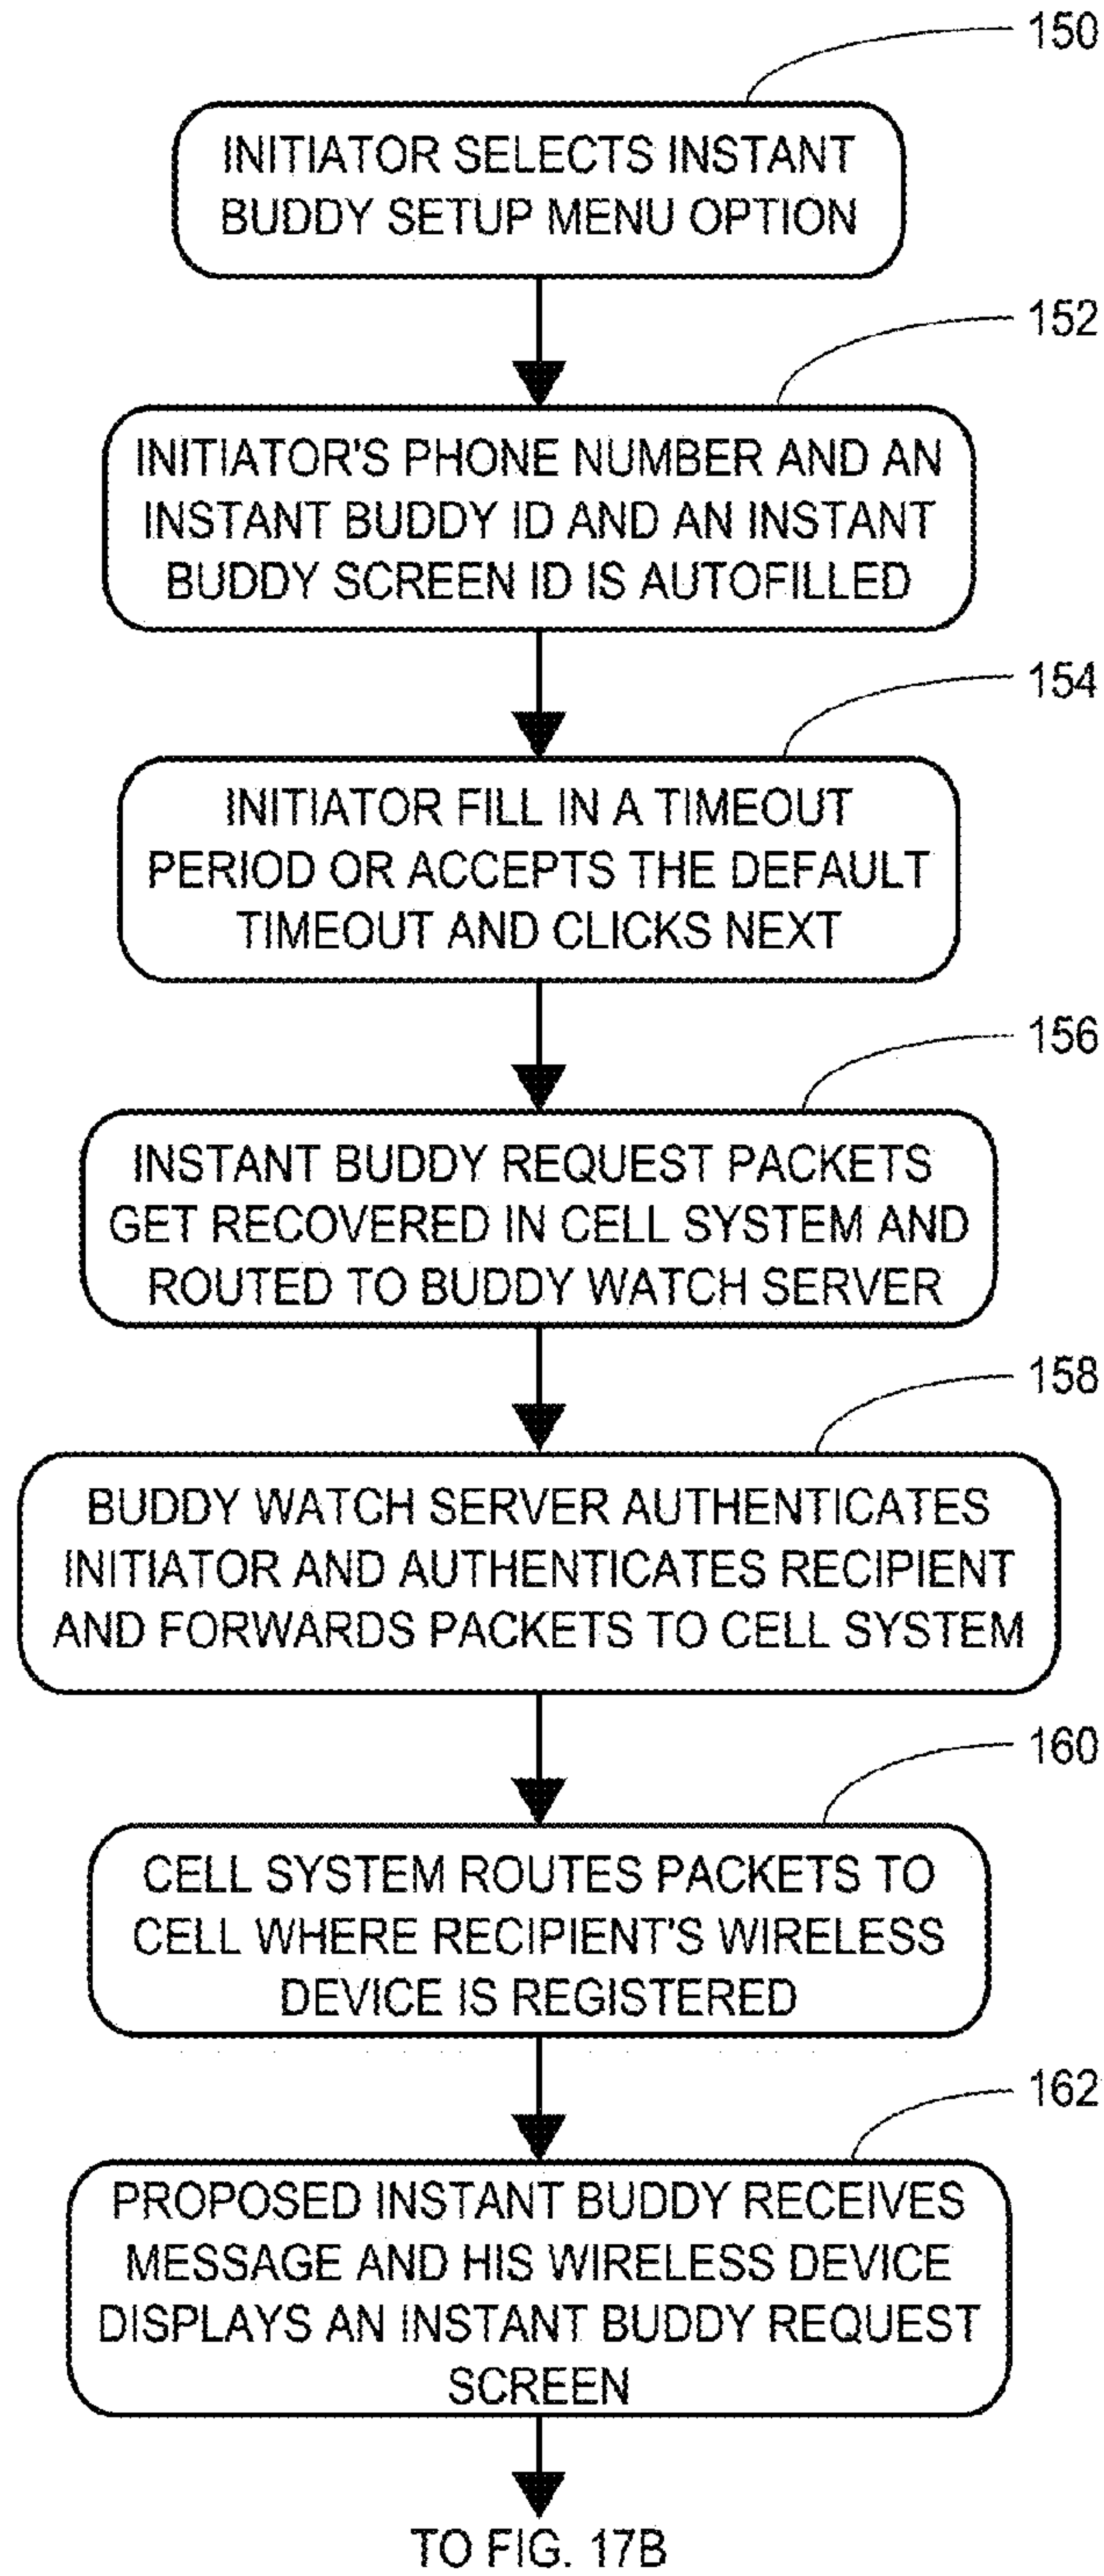 150
INITIATOR SELECTS INSTANT
BUDDY SETUP MENU OPTION
152
INITIATOR'S PHONE NUMBER AND AN
INSTANT BUDDY ID AND AN INSTANT
BUDDY SCREEN ID IS AUTOFILLED
154
INITIATOR FILL IN A TIMEOUT
PERIOD OR ACCEPTS THE DEFAULT
TIMEOUT AND CLICKS NEXT
156
INSTANT BUDDY REQUEST PACKETS
GET RECOVERED IN CELL SYSTEM AND
ROUTED TO BUDDY WATCH SERVER
158
BUDDY WATCH SERVER AUTHENTICATES
INITIATOR AND AUTHENTICATES RECIPIENT
AND FORWARDS PACKETS TO CELL SYSTEM
160
CELL SYSTEM ROUTES PACKETS TO
CELL WHERE RECIPIENT'S WIRELESS
DEVICE IS REGISTERED
162
PROPOSED INSTANT BUDDY RECEIVES
MESSAGE AND HIS WIRELESS DEVICE
DISPLAYS AN INSTANT BUDDY REQUEST
SCREEN
TO FIG. 17B